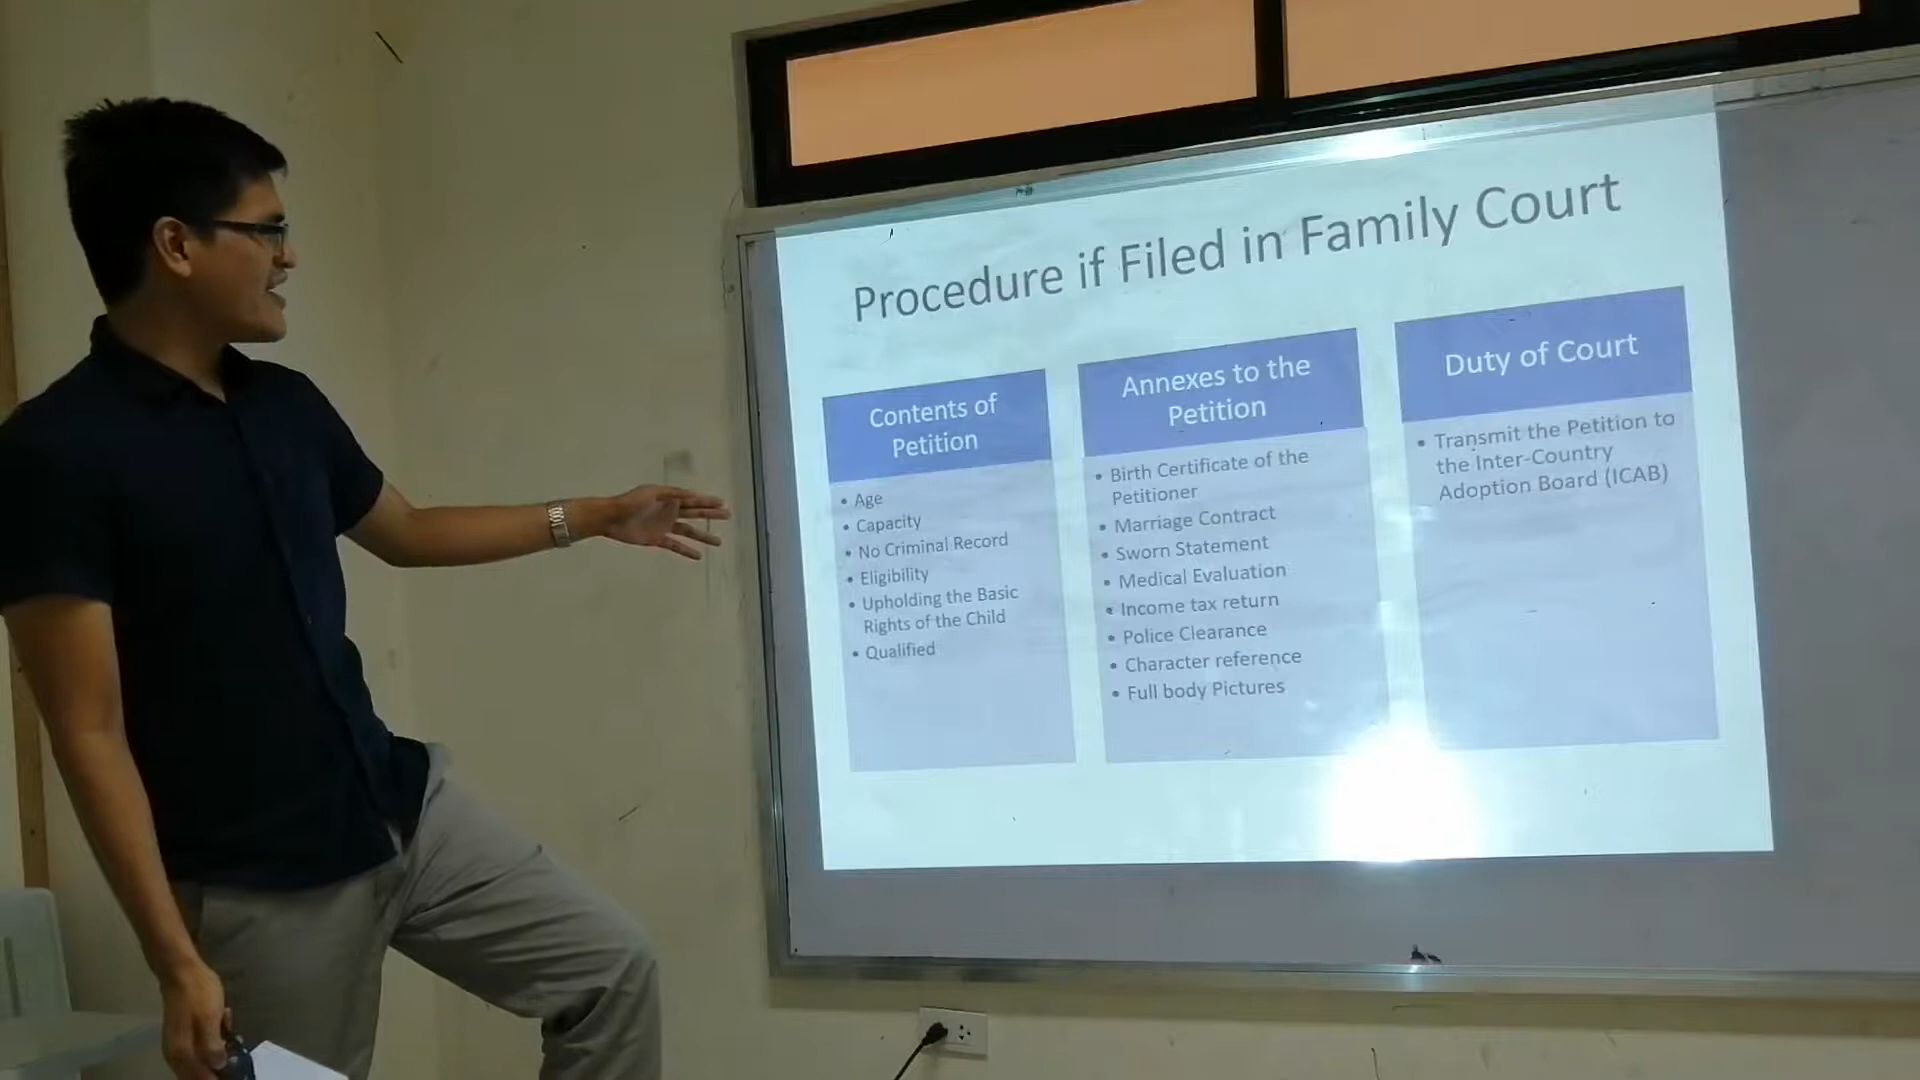 Procedure if Filed in Family Court
Contents of
Petition
• Age
• Capacity
• No Criminal Record
• Eligibility
• Upholding the Basic
Rights of the Child
• Qualified
Annexes to the
Petition
• Birth Certificate of the
Petitioner
• Marriage Contract
• Sworn Statement
• Medical Evaluation
• Income tax return
• Police Clearance
• Character reference
• Full body Pictures
Duty of Court
• Transmit the Petition to
the Inter-Country
Adoption Board (ICAB)